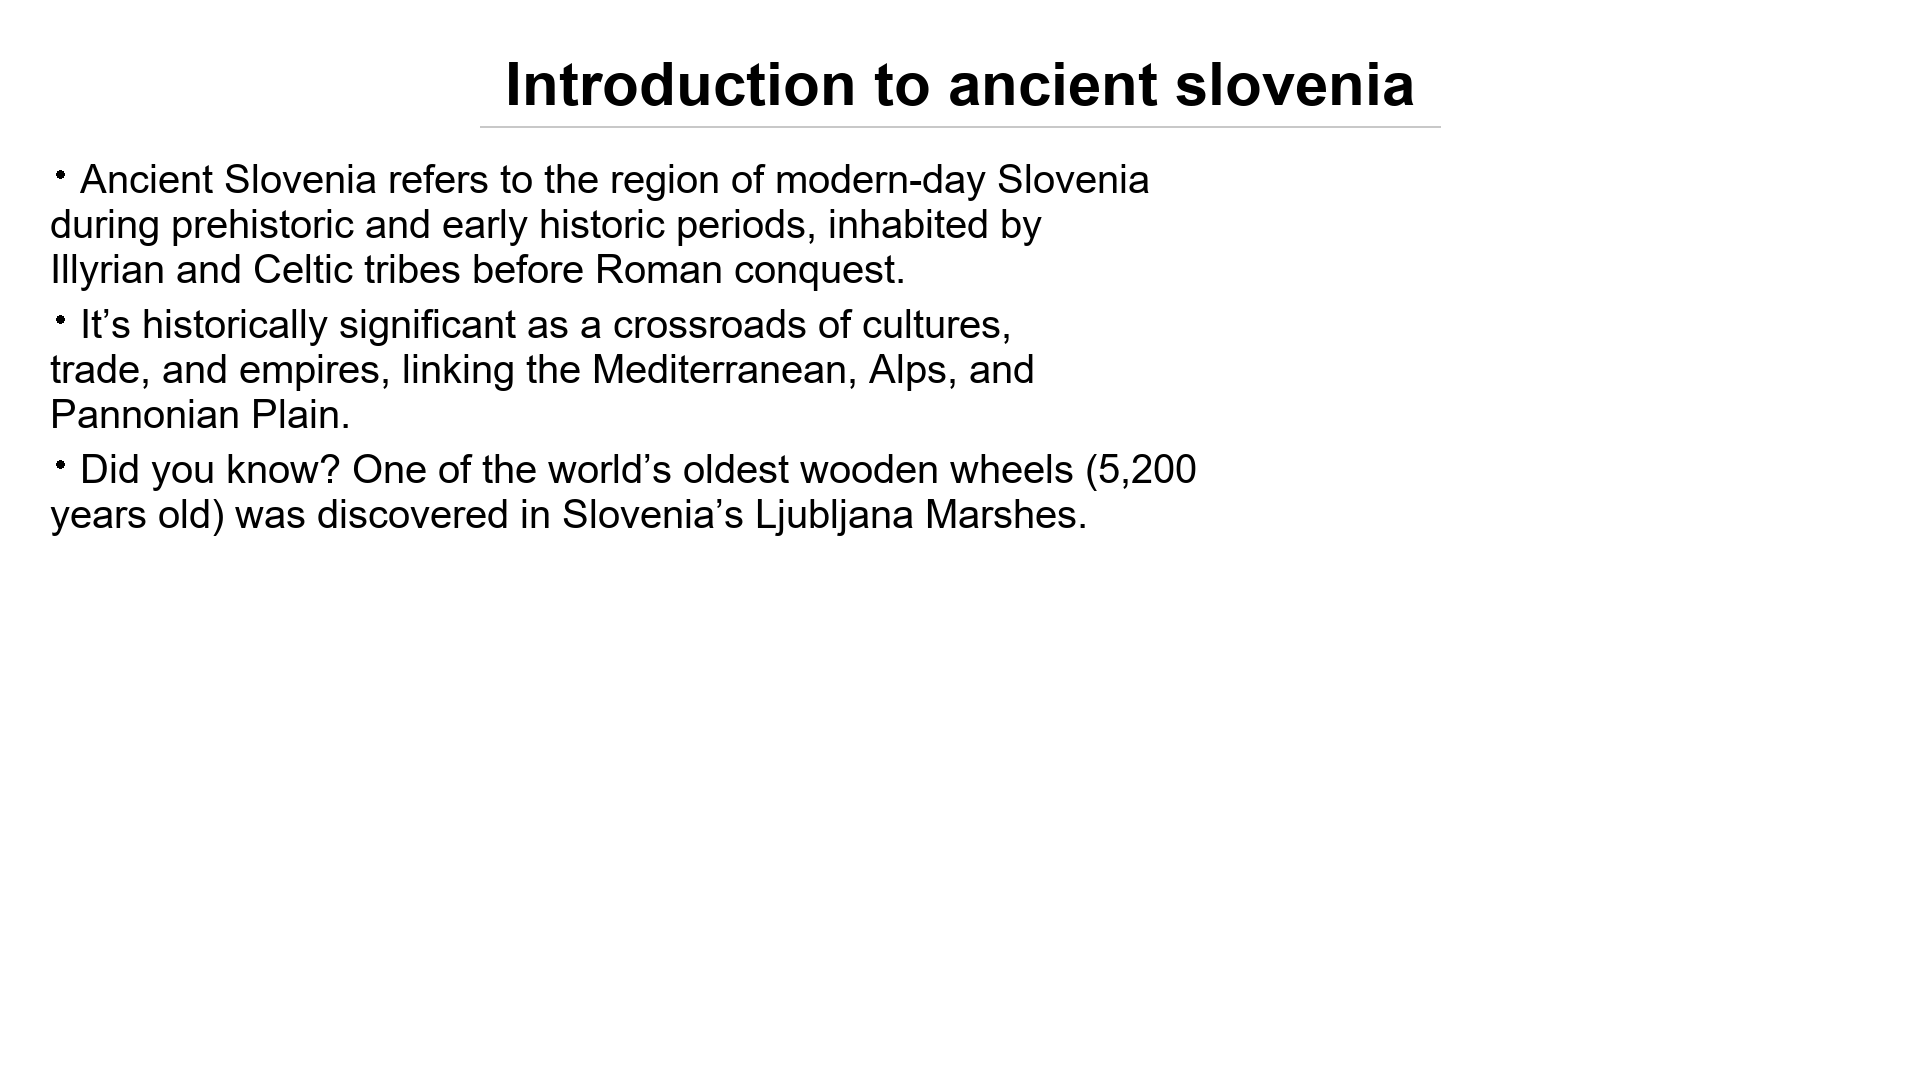 Introduction to ancient slovenia
• Ancient Slovenia refers to the region of modern-day Slovenia
during prehistoric and early historic periods, inhabited by
Illyrian and Celtic tribes before Roman conquest.
• It’s historically significant as a crossroads of cultures,
trade, and empires, linking the Mediterranean, Alps, and
Pannonian Plain.
• Did you know? One of the world’s oldest wooden wheels (5,200
years old) was discovered in Slovenia’s Ljubljana Marshes.